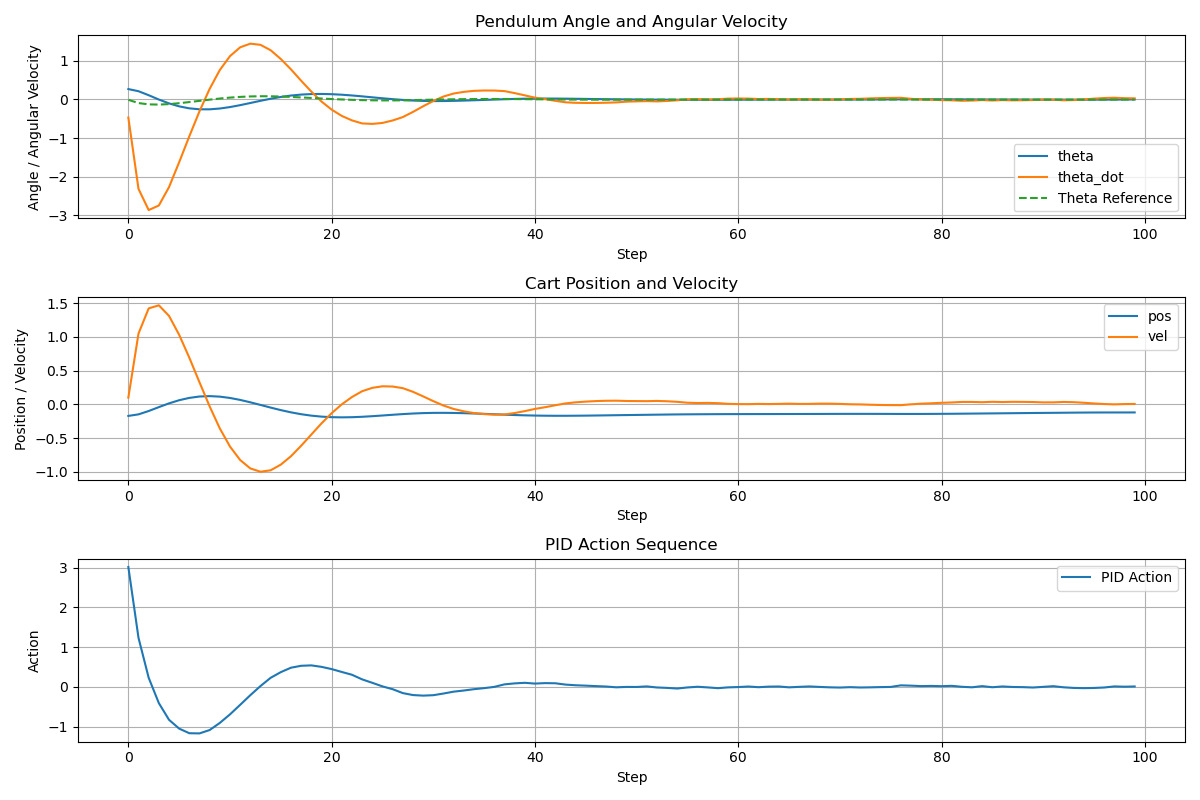 Pendulum Angle and Angular Velocity
Angle / Angular Velocity
1
0
−1
−2
−3
theta
theta_dot
Theta Reference
0 20 40 60 80 100
Step
Cart Position and Velocity
Position / Velocity
1.5
1.0
0.5
0.0
−0.5
−1.0
pos
vel
0 20 40 60 80 100
Step
PID Action Sequence
Action
3
2
1
0
−1
PID Action
0 20 40 60 80 100
Step